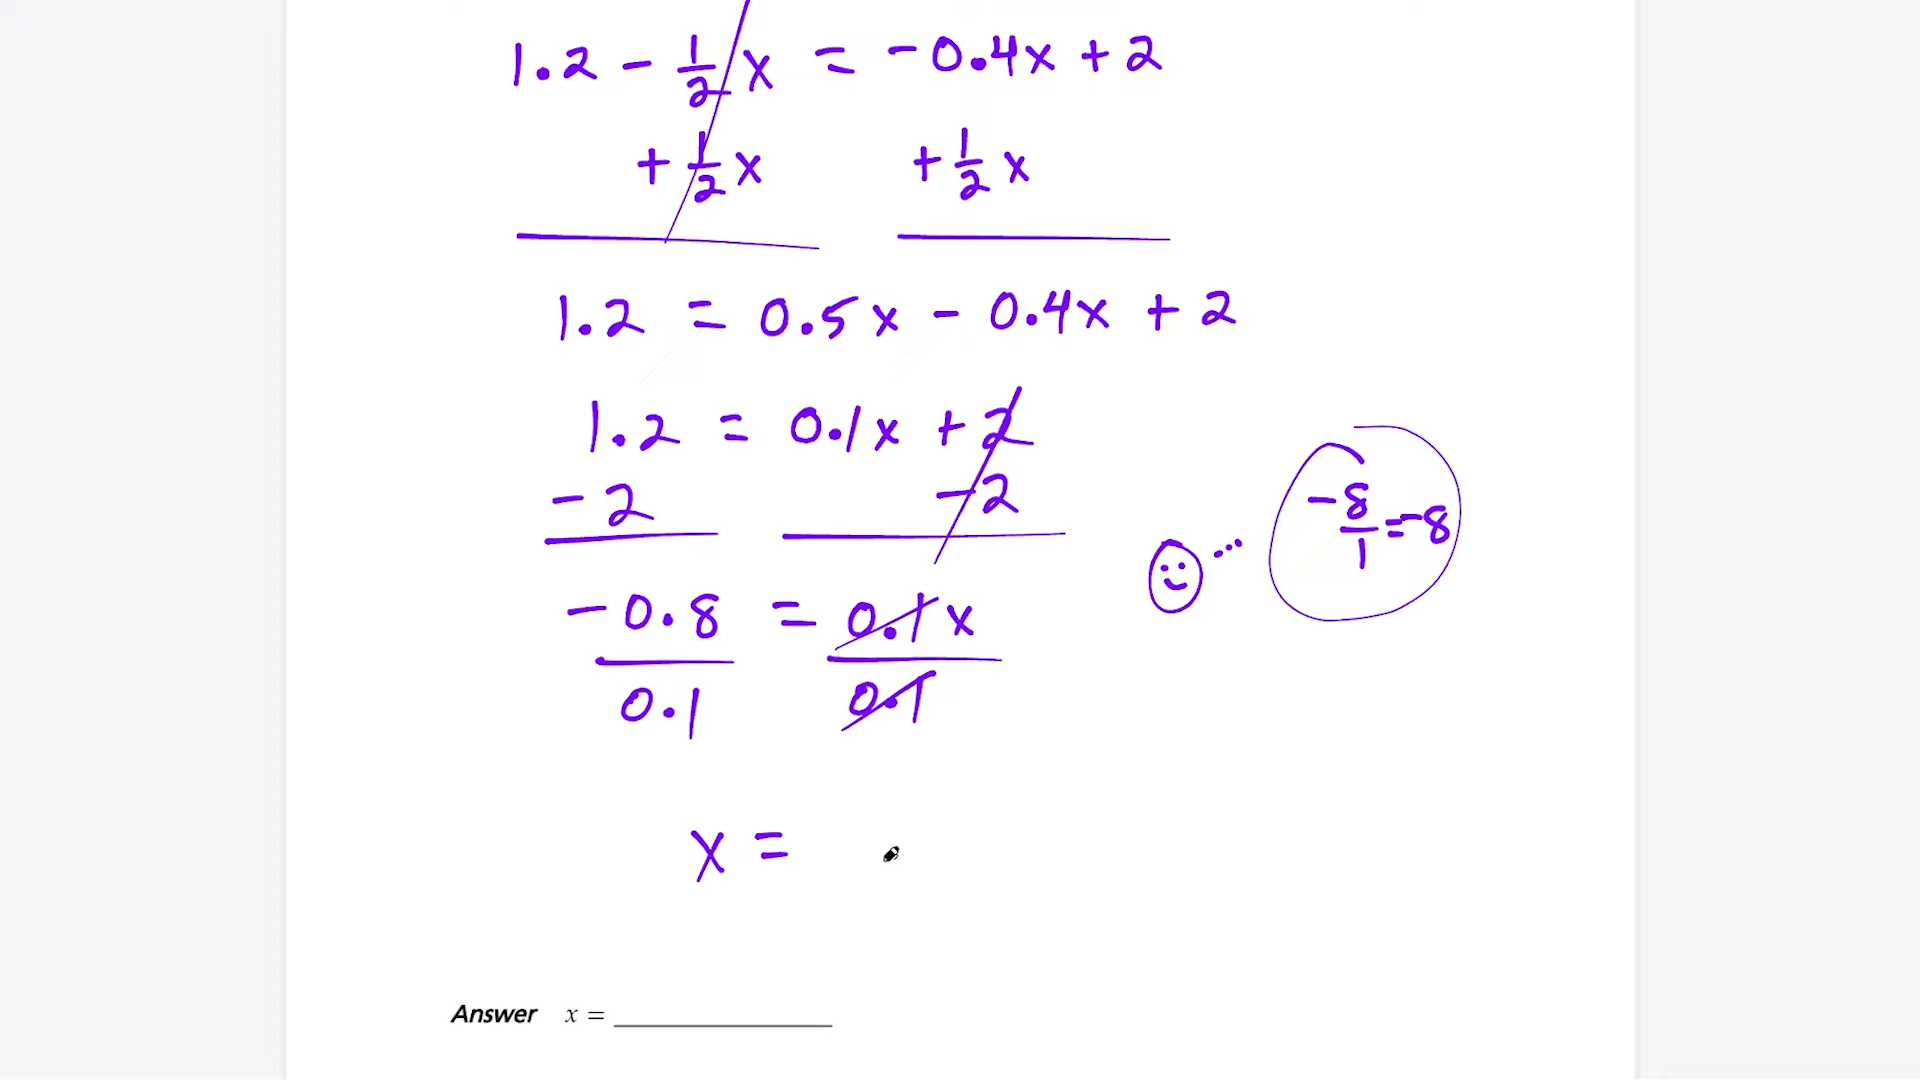 1.2 - 1/2 x = -0.4x + 2
+ 1/2 x + 1/2 x
1.2 = 0.5x - 0.4x + 2
1.2 = 0.1x + 2
- 2 - 2
-0.8 = 0.1x
0.1 0.1
-8/1 = -8
x =
Answer x = ________